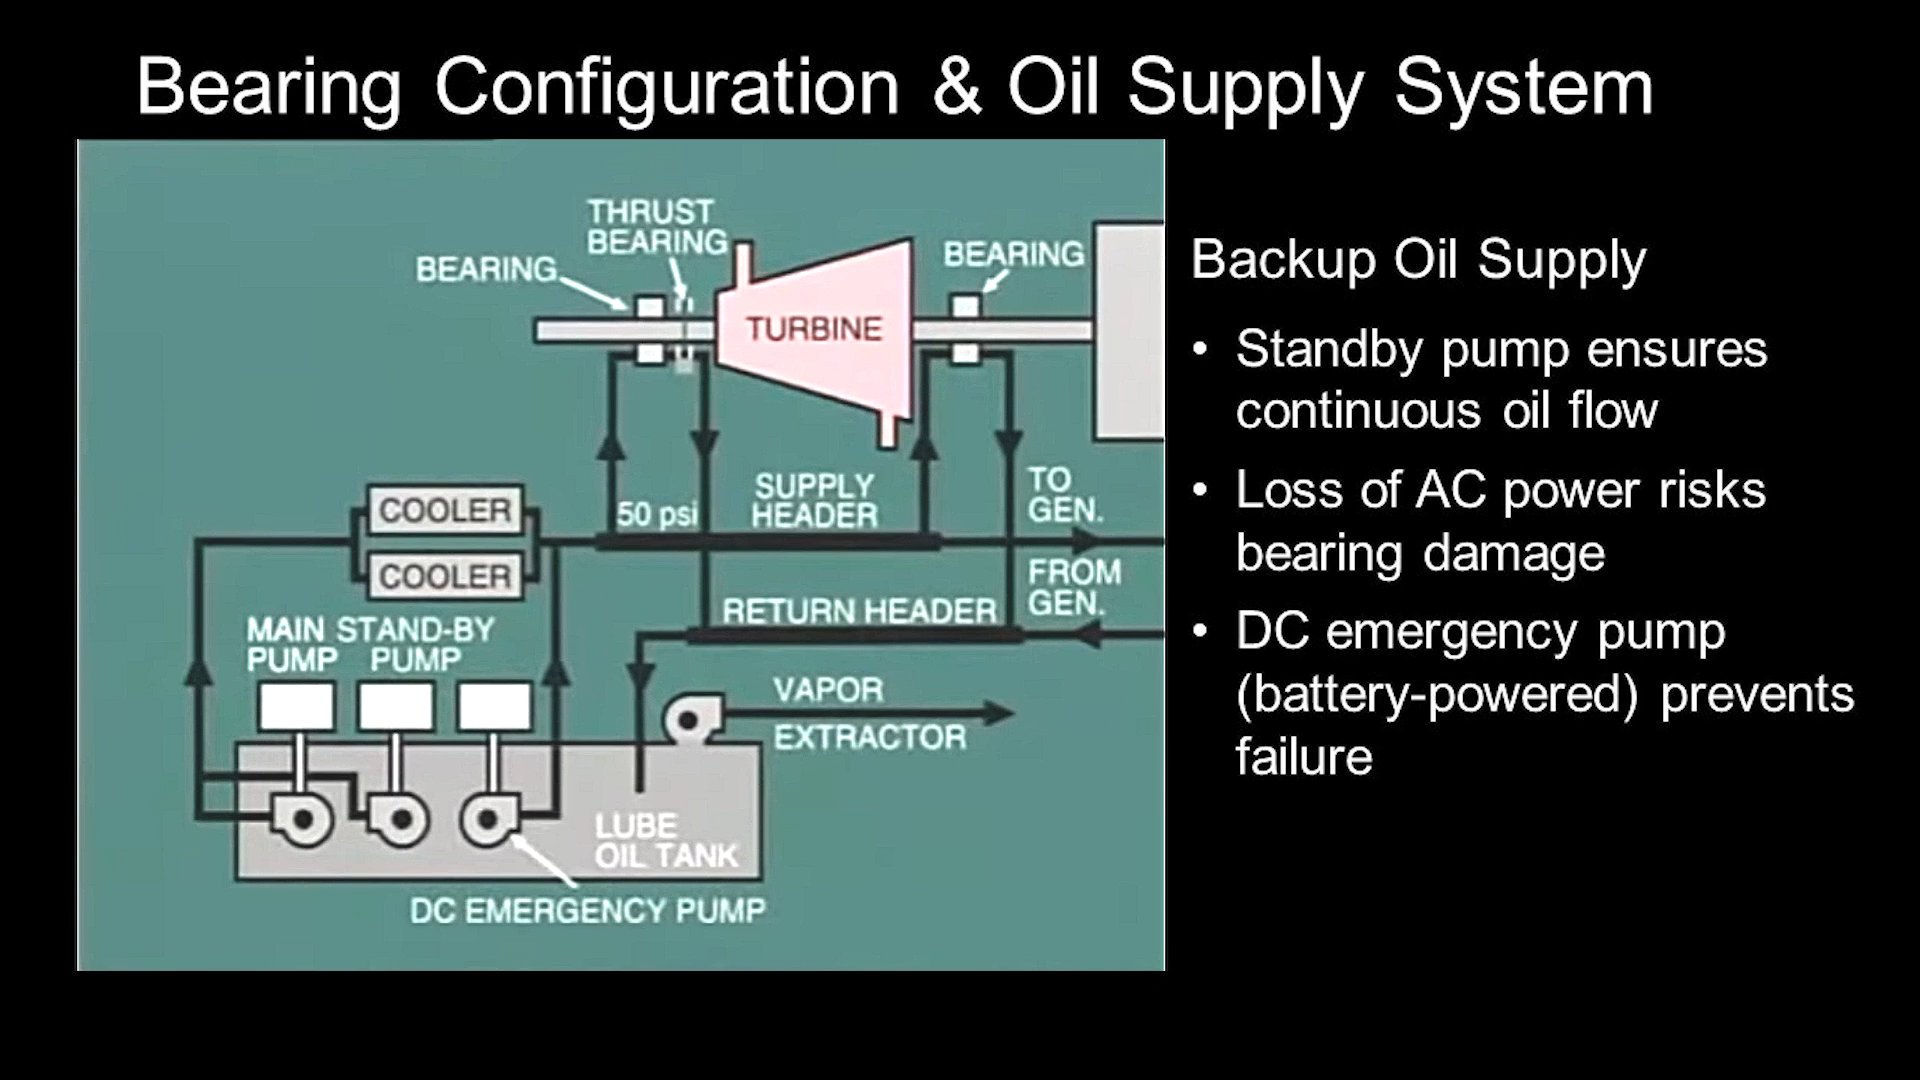 Bearing Configuration & Oil Supply System
THRUST
BEARING
BEARING
BEARING
TURBINE
COOLER
COOLER
50 psi
SUPPLY
HEADER
TO
GEN.
FROM
GEN.
RETURN HEADER
MAIN STAND-BY
PUMP PUMP
VAPOR
EXTRACTOR
LUBE
OIL TANK
DC EMERGENCY PUMP
Backup Oil Supply
• Standby pump ensures
continuous oil flow
• Loss of AC power risks
bearing damage
• DC emergency pump
(battery-powered) prevents
failure